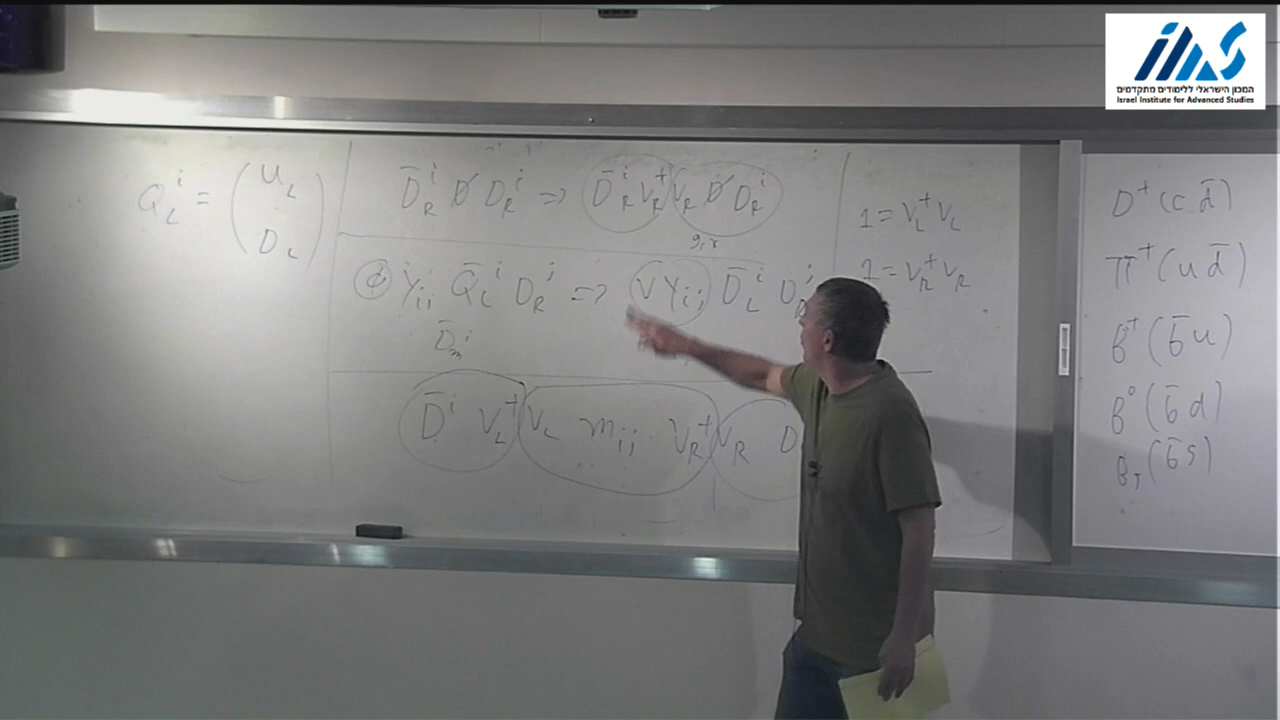 Q_L^i = (U_L D_L)
D̄_R^i D̸ D_R^i => D̄_R^i V_R^+ V_R D̸ D_R^i
g, γ
1 = V_L^+ V_L
1 = V_R^+ V_R
ϕ Y_ij Q̄_L^i D_R^j => v Y_ij D̄_L^i D
D̄^i V_L^+ V_L m_ij V_R^+ V_R D
D^+ (c d̄)
π^+ (u d̄)
B^+ (b̄ u)
B^0 (b̄ d)
B_s (b̄ s)
ias
המכון הישראלי ללימודים מתקדמים
Israel Institute for Advanced Studies